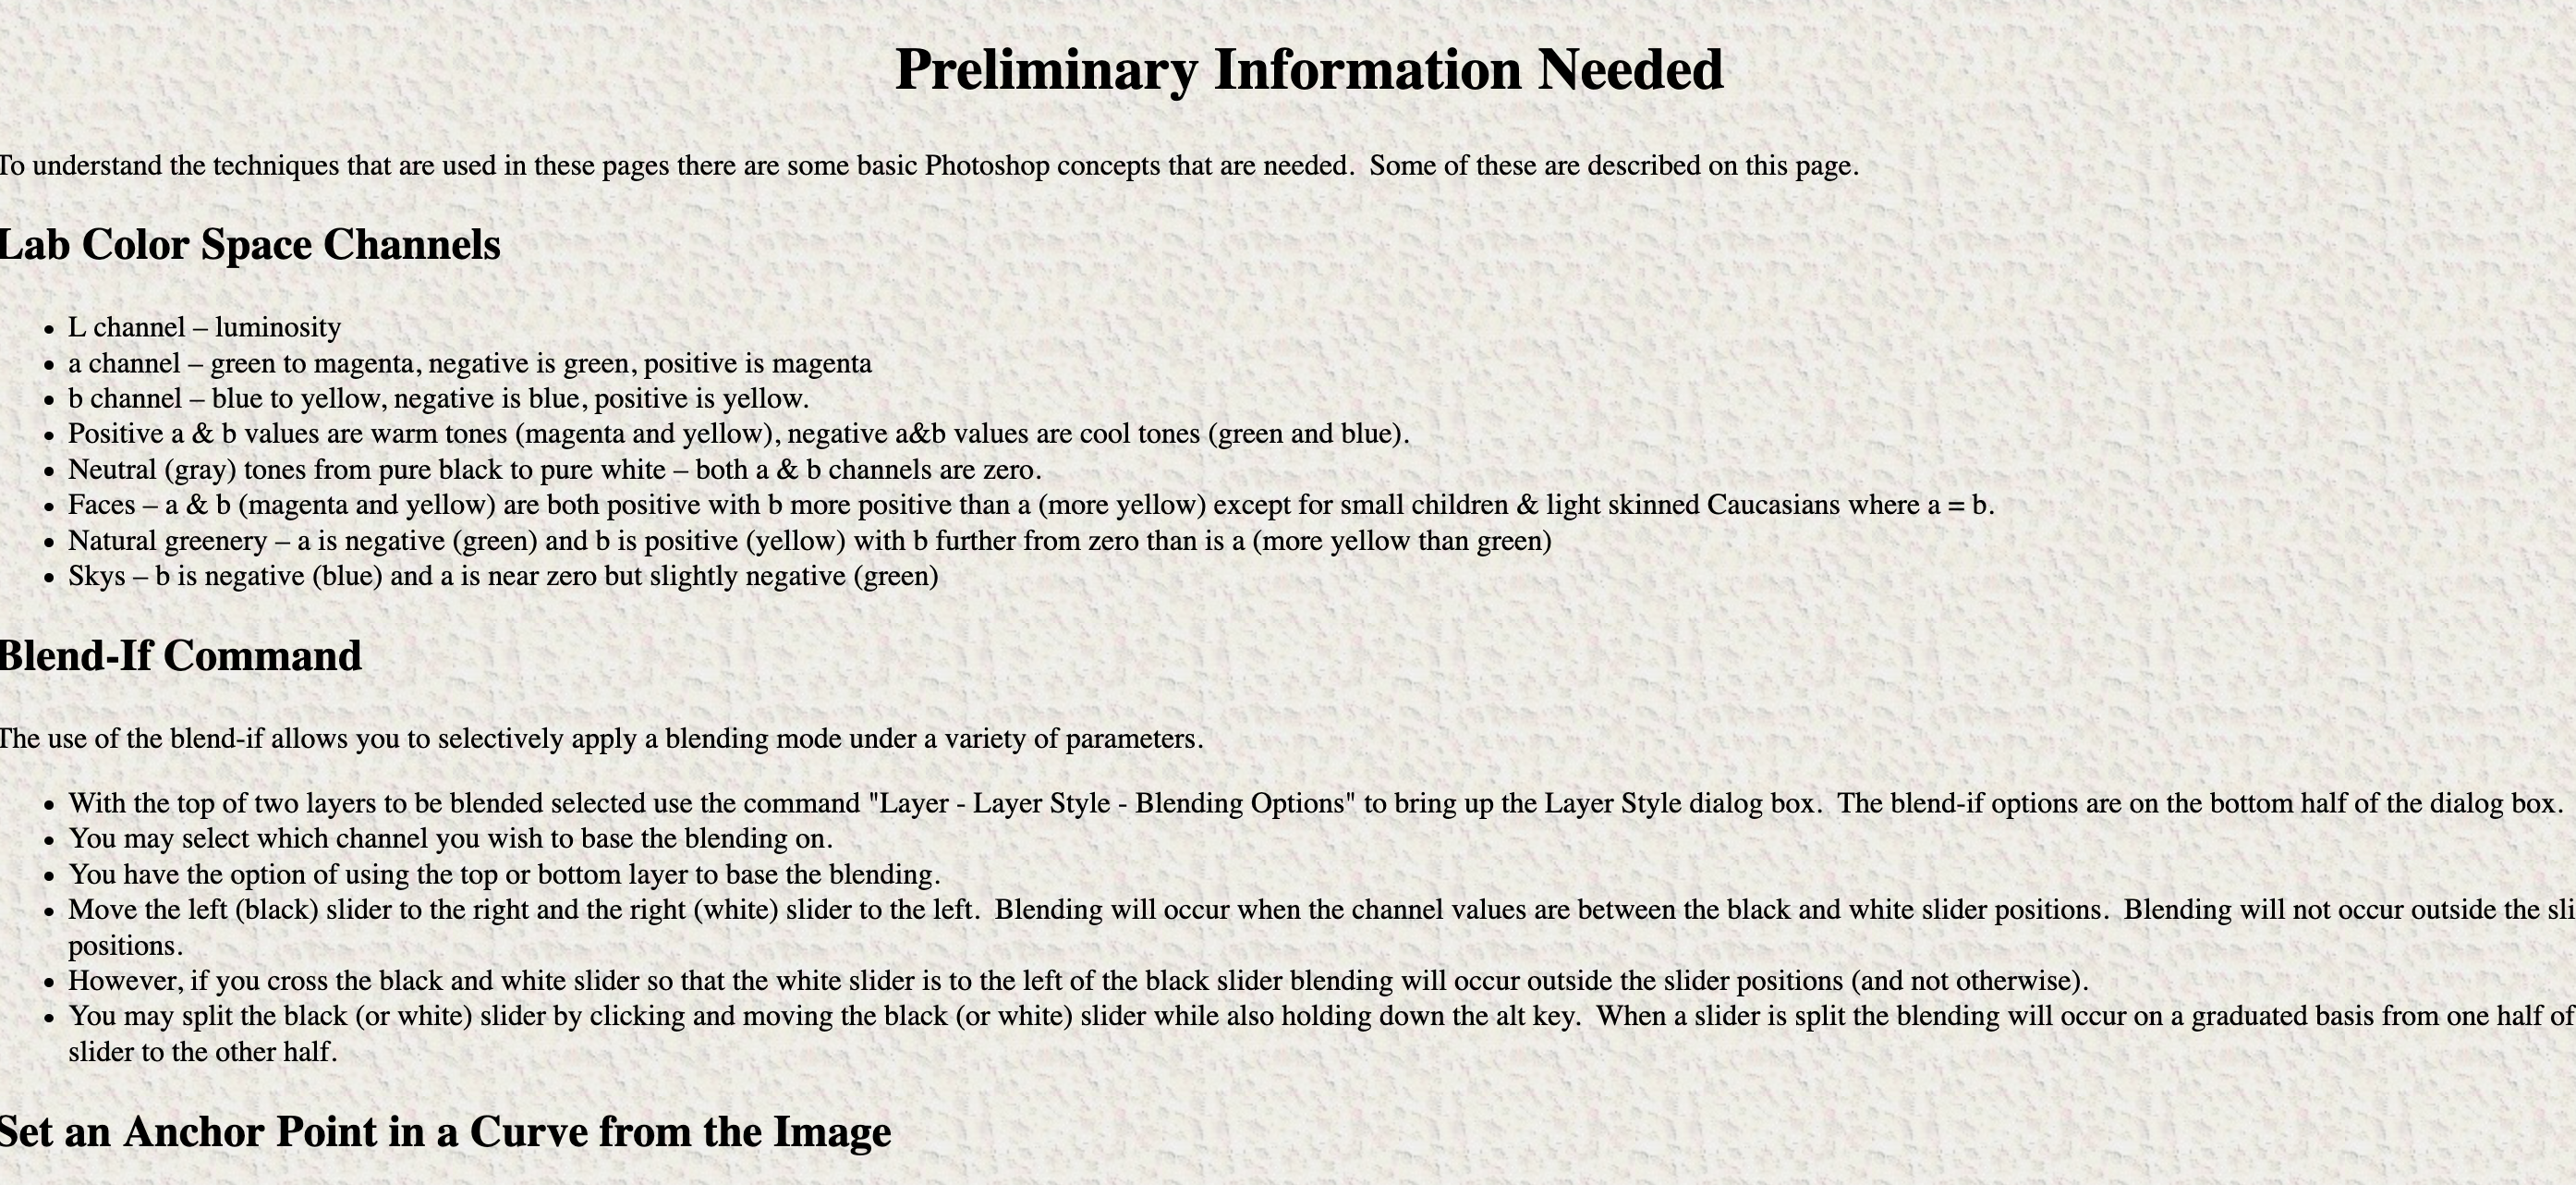 Preliminary Information Needed
To understand the techniques that are used in these pages there are some basic Photoshop concepts that are needed.  Some of these are described on this page.
Lab Color Space Channels
• L channel – luminosity
• a channel – green to magenta, negative is green, positive is magenta
• b channel – blue to yellow, negative is blue, positive is yellow.
• Positive a & b values are warm tones (magenta and yellow), negative a&b values are cool tones (green and blue).
• Neutral (gray) tones from pure black to pure white – both a & b channels are zero.
• Faces – a & b (magenta and yellow) are both positive with b more positive than a (more yellow) except for small children & light skinned Caucasians where a = b.
• Natural greenery – a is negative (green) and b is positive (yellow) with b further from zero than is a (more yellow than green)
• Skys – b is negative (blue) and a is near zero but slightly negative (green)
Blend-If Command
The use of the blend-if allows you to selectively apply a blending mode under a variety of parameters.
• With the top of two layers to be blended selected use the command "Layer - Layer Style - Blending Options" to bring up the Layer Style dialog box.  The blend-if options are on the bottom half of the dialog box.
• You may select which channel you wish to base the blending on.
• You have the option of using the top or bottom layer to base the blending.
• Move the left (black) slider to the right and the right (white) slider to the left.  Blending will occur when the channel values are between the black and white slider positions.  Blending will not occur outside the sli
positions.
• However, if you cross the black and white slider so that the white slider is to the left of the black slider blending will occur outside the slider positions (and not otherwise).
• You may split the black (or white) slider by clicking and moving the black (or white) slider while also holding down the alt key.  When a slider is split the blending will occur on a graduated basis from one half of
slider to the other half.
Set an Anchor Point in a Curve from the Image